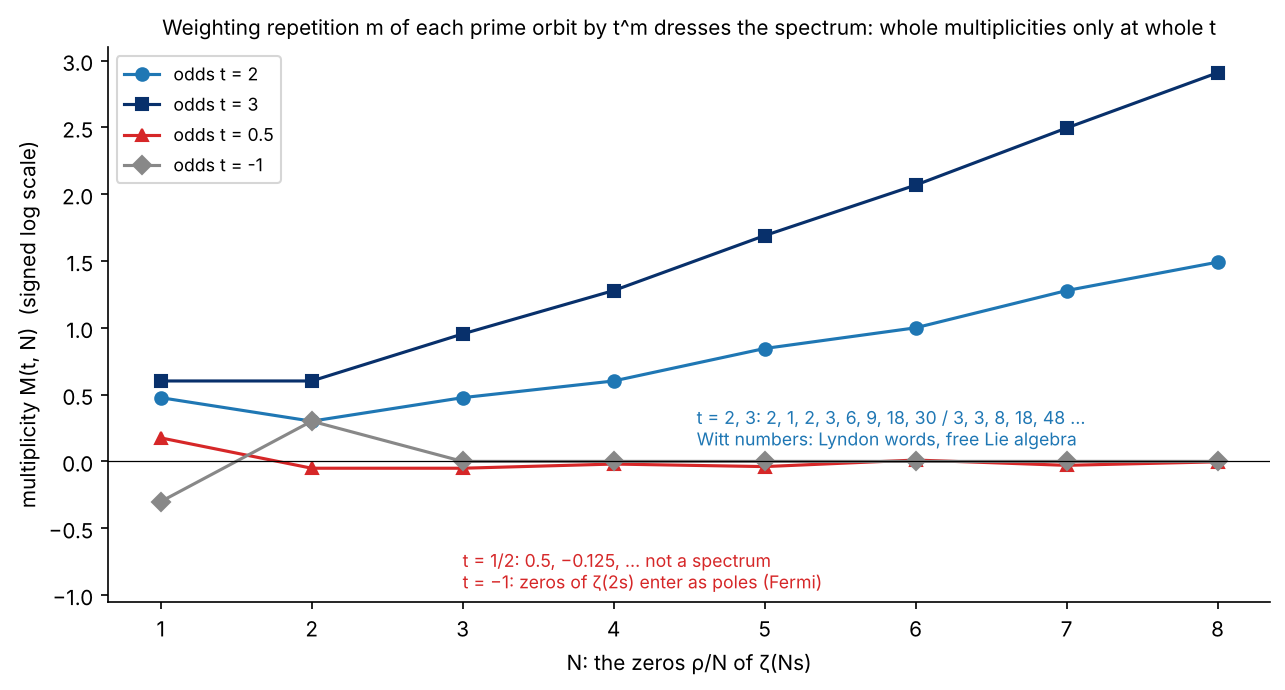 Weighting repetition m of each prime orbit by t^m dresses the spectrum: whole multiplicities only at whole t
odds t = 2
odds t = 3
odds t = 0.5
odds t = -1
multiplicity M(t, N) (signed log scale)
3.0
2.5
2.0
1.5
1.0
0.5
0.0
−0.5
−1.0
t = 2, 3: 2, 1, 2, 3, 6, 9, 18, 30 / 3, 3, 8, 18, 48 ...
Witt numbers: Lyndon words, free Lie algebra
t = 1/2: 0.5, −0.125, ... not a spectrum
t = −1: zeros of ζ(2s) enter as poles (Fermi)
1 2 3 4 5 6 7 8
N: the zeros ρ/N of ζ(Ns)